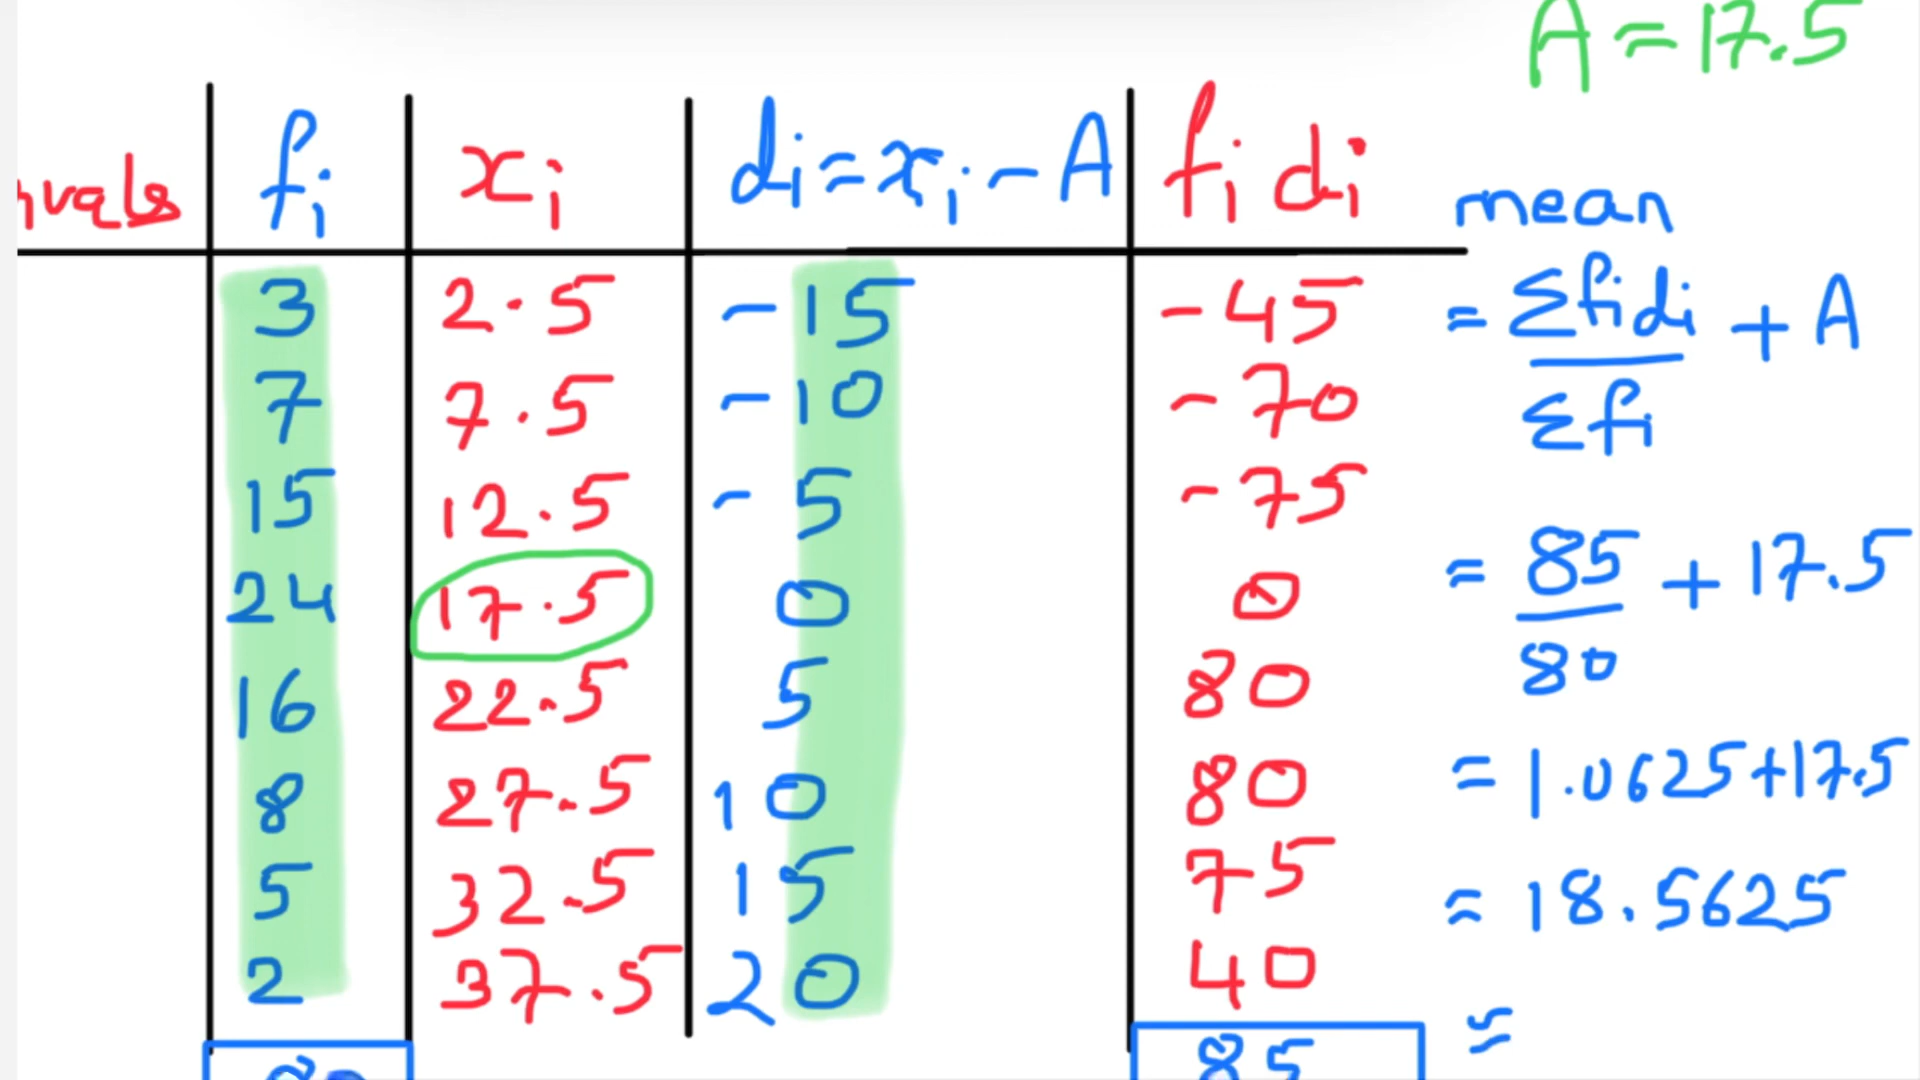 A = 17.5
fi xi di = xi - A fi di
mean
3 2.5 -15 -45
= Σfidi + A
Σfi
7 7.5 -10 -70
15 12.5 -5 -75
= 85 + 17.5
80
24 17.5 0 0
16 22.5 5 80
8 27.5 10 80
= 1.0625+17.5
5 32.5 15 75
= 18.5625
2 37.5 20 40
=
85